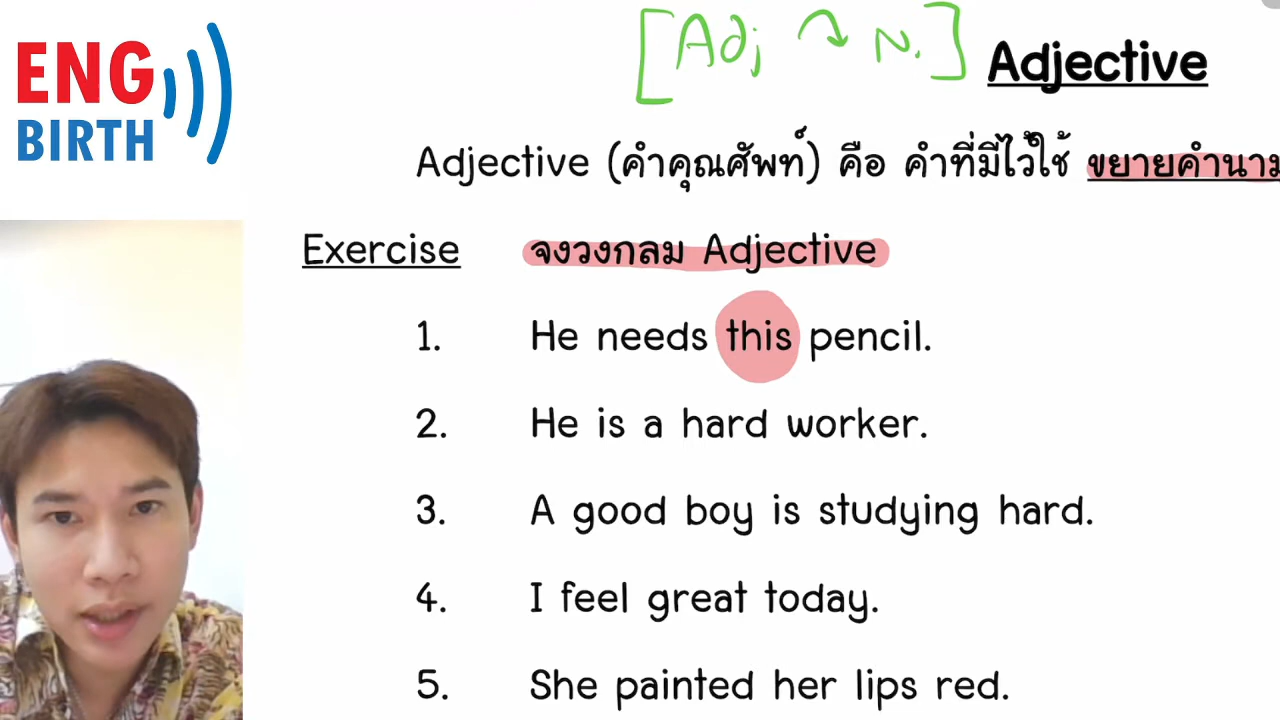 ENG
BIRTH
[Adj N.]
Adjective
Adjective (คำคุณศัพท์) คือ คำที่มีไว้ใช้ ขยายคำนาม
Exercise จงวงกลม Adjective
1. He needs this pencil.
2. He is a hard worker.
3. A good boy is studying hard.
4. I feel great today.
5. She painted her lips red.